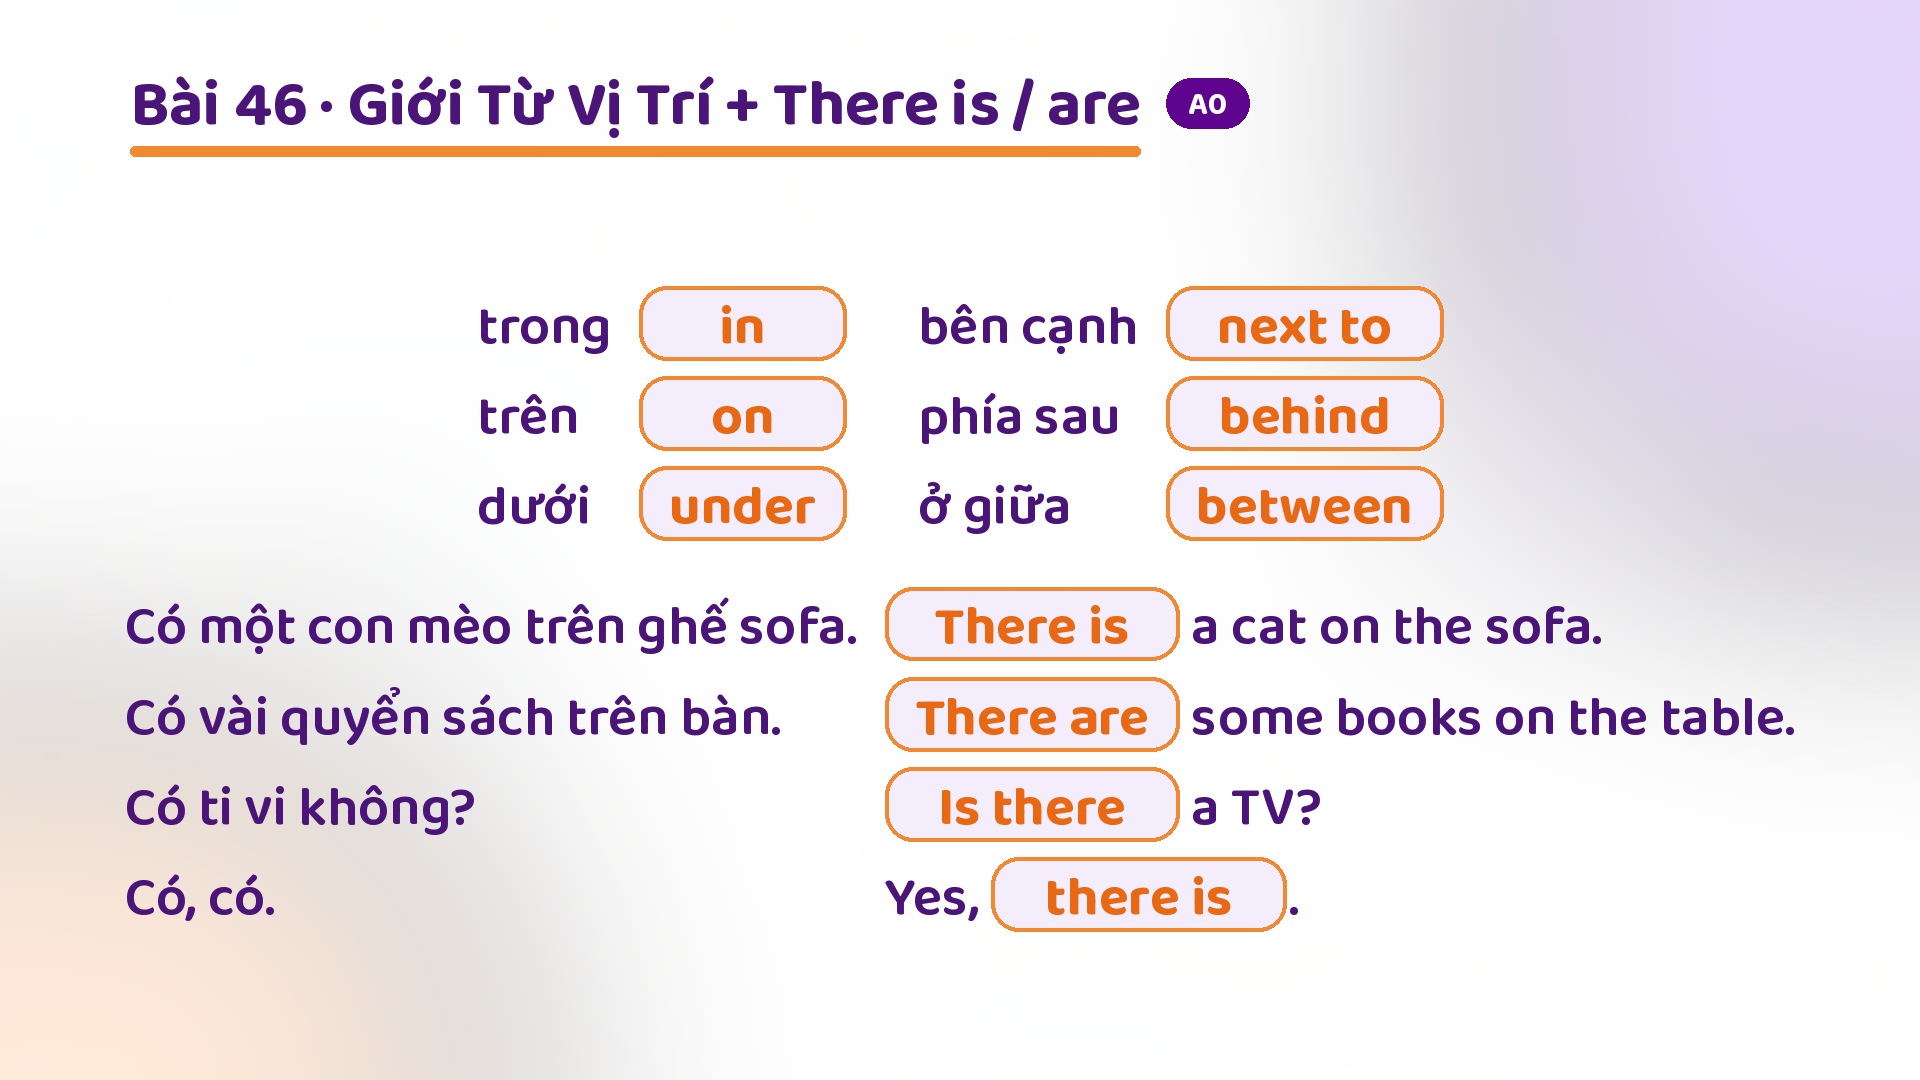 Bài 46 · Giới Từ Vị Trí + There is / are A0
trong in bên cạnh next to
trên on phía sau behind
dưới under ở giữa between
Có một con mèo trên ghế sofa. There is a cat on the sofa.
Có vài quyển sách trên bàn. There are some books on the table.
Có ti vi không? Is there a TV?
Có, có. Yes, there is.